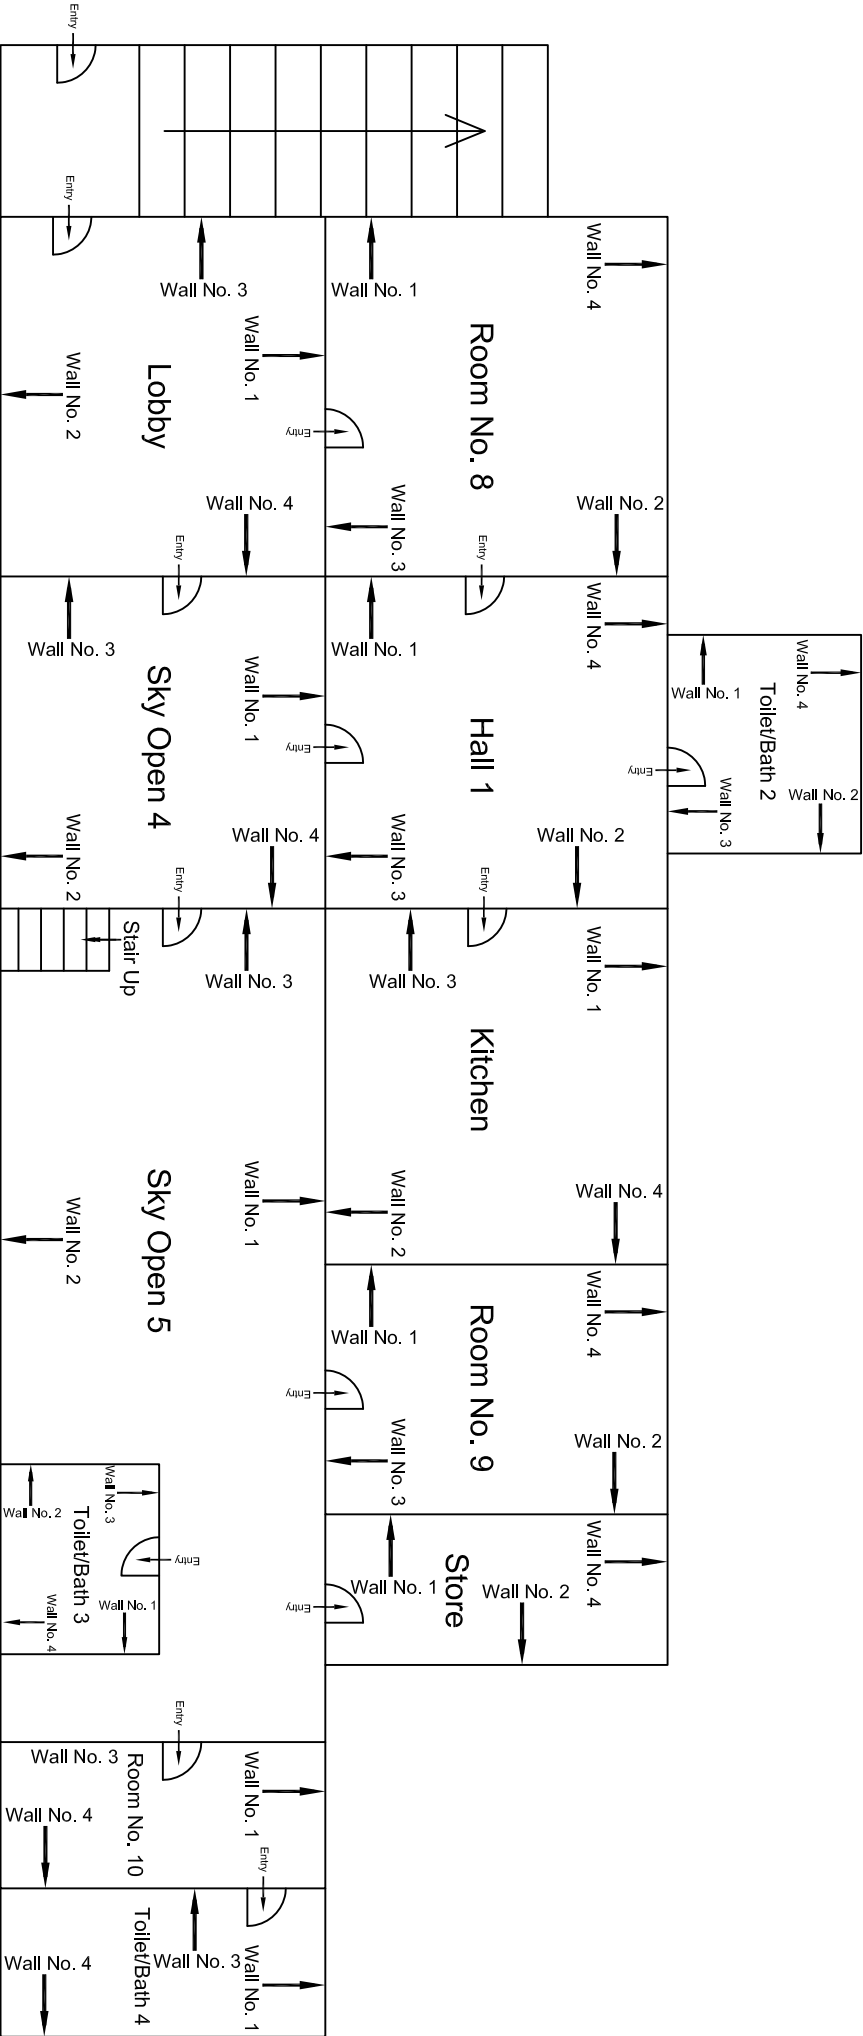 Entry
Entry
Wall No. 3
Wall No. 1
Wall No. 4
Wall No. 1
Room No. 8
Lobby
Wall No. 2
Entry
Wall No. 4
Wall No. 3
Wall No. 2
Entry
Entry
Wall No. 3
Wall No. 1
Wall No. 4
Sky Open 4
Wall No. 1
Entry
Hall 1
Wall No. 2
Wall No. 4
Wall No. 3
Wall No. 2
Entry
Entry
Wall No. 1
Wall No. 4
Toilet/Bath 2
Entry
Wall No. 3
Wall No. 2
Stair Up
Wall No. 3
Wall No. 3
Wall No. 1
Kitchen
Wall No. 2
Wall No. 4
Sky Open 5
Wall No. 1
Wall No. 2
Wall No. 1
Wall No. 4
Room No. 9
Entry
Wall No. 3
Wall No. 2
Wall No. 2
Wall No. 3
Toilet/Bath 3
Entry
Wall No. 1
Wall No. 4
Wall No. 1
Store
Wall No. 2
Wall No. 4
Entry
Entry
Wall No. 3
Room No. 10
Wall No. 1
Wall No. 4
Entry
Toilet/Bath 4
Wall No. 3
Wall No. 1
Wall No. 4